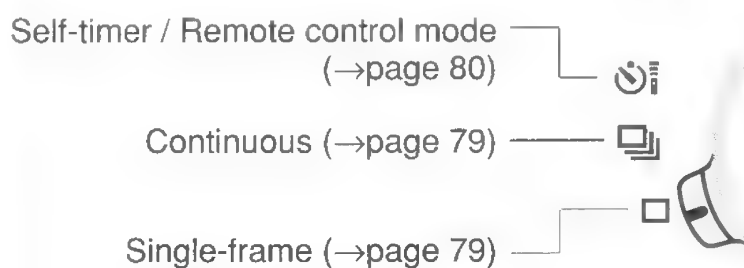 Self-timer / Remote control mode
(→page 80)
Continuous (→page 79)
Single-frame (→page 79)